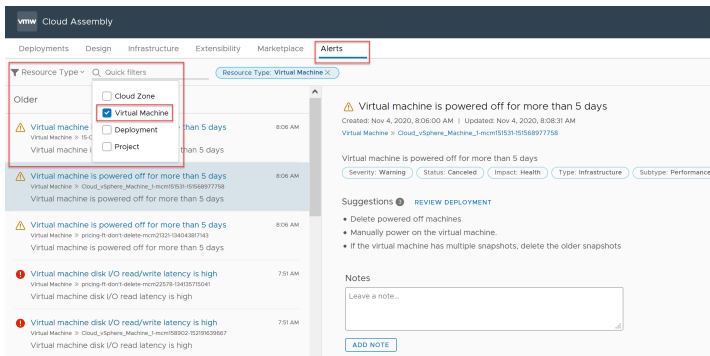 vmw Cloud Assembly
Deployments Design Infrastructure Extensibility Marketplace Alerts
Resource Type Quick filters Resource Type: Virtual Machine ×
Older
Cloud Zone
Virtual Machine
Deployment
Project
Virtual machine than 5 days 8:06 AM
Virtual Machine »
Virtual machine i than 5 days
Virtual machine is powered off for more than 5 days 8:06 AM
Virtual Machine » Cloud_vSphere_Machine_1-mcm151531-151568977758
Virtual machine is powered off for more than 5 days
Virtual machine is powered off for more than 5 days 8:06 AM
Virtual Machine » pricing-ft-don't-delete-mcm21321-134043817143
Virtual machine is powered off for more than 5 days
Virtual machine disk I/O read/write latency is high 7:51 AM
Virtual Machine » pricing-ft-don't-delete-mcm22578-134135715041
Virtual machine disk I/O read latency is high
Virtual machine disk I/O read/write latency is high 7:51 AM
Virtual Machine » Cloud_vSphere_Machine_1-mcm158902-152191639667
Virtual machine disk I/O read latency is high
Virtual machine is powered off for more than 5 days
Created: Nov 4, 2020, 8:06:00 AM | Updated: Nov 4, 2020, 8:08:31 AM
Virtual Machine » Cloud_vSphere_Machine_1-mcm151531-151568977758
Virtual machine is powered off for more than 5 days
Severity: Warning Status: Canceled Impact: Health Type: Infrastructure Subtype: Performance
Suggestions REVIEW DEPLOYMENT
• Delete powered off machines
• Manually power on the virtual machine.
• If the virtual machine has multiple snapshots, delete the older snapshots
Notes
Leave a note...
ADD NOTE